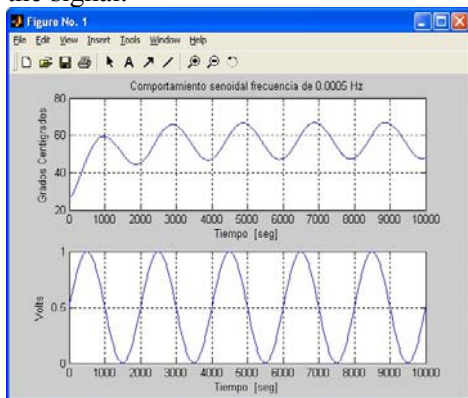 the signal.
Figure No. 1
File Edit View Insert Tools Window Help
Comportamiento senoidal frecuencia de 0.0005 Hz
Grados Centigrados
80
60
40
20
0 1000 2000 3000 4000 5000 6000 7000 8000 9000 10000
Tiempo [seg]
Volts
1
0.5
0
0 1000 2000 3000 4000 5000 6000 7000 8000 9000 10000
Tiempo [seg]